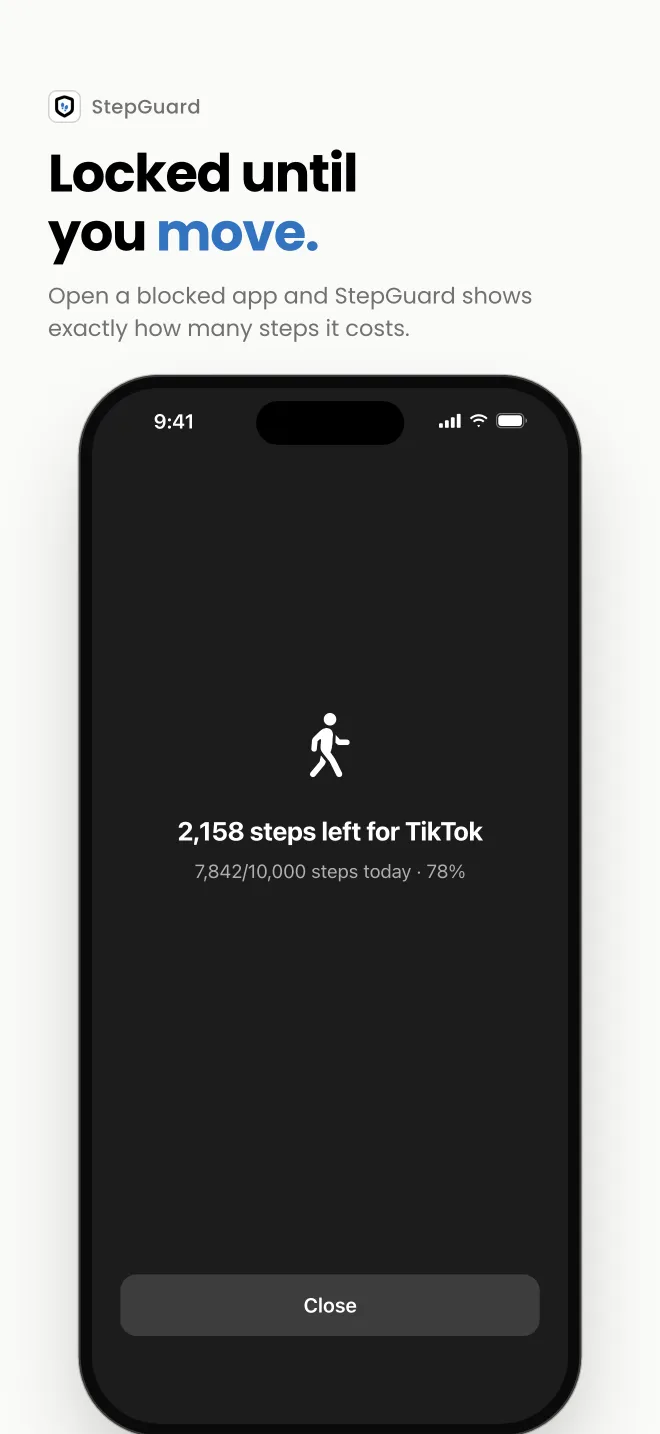 StepGuard
Locked until
you move.
Open a blocked app and StepGuard shows
exactly how many steps it costs.
9:41
2,158 steps left for TikTok
7,842/10,000 steps today · 78%
Close